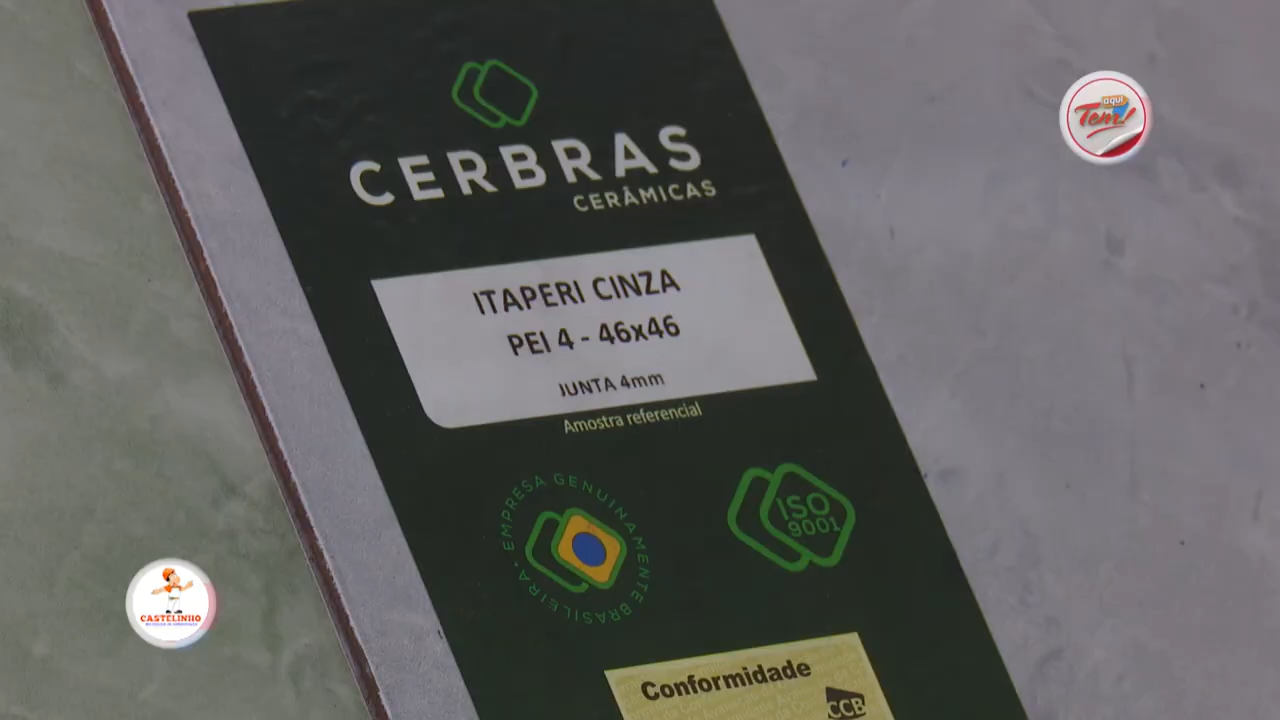 CERBRAS
CERÂMICAS
ITAPERI CINZA
PEI 4 - 46x46
JUNTA 4mm
Amostra referencial
EMPRESA GENUINAMENTE BRASILEIRA
ISO
9001
Conformidade
CCB
aqui
Tem!
CASTELINHO